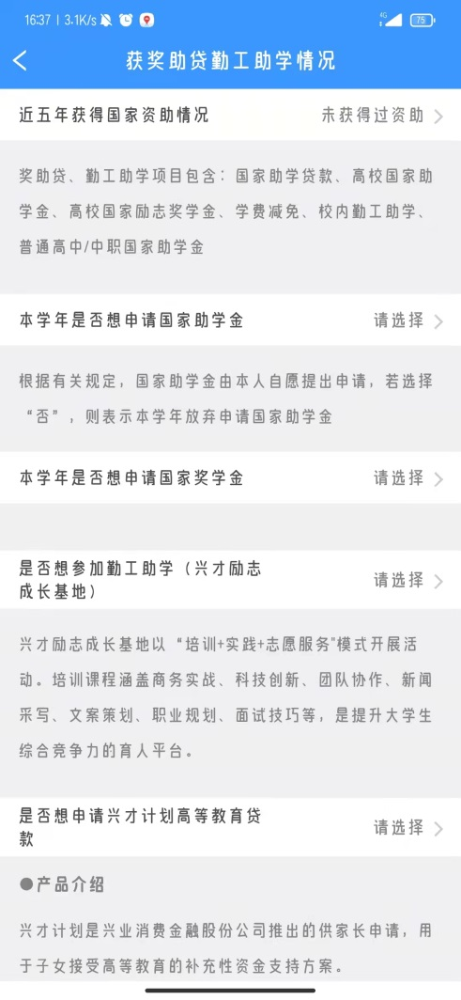 16:37 | 3.1K/s
4G 75
获奖助贷勤工助学情况
近五年获得国家资助情况 未获得过资助
奖助贷、勤工助学项目包含：国家助学贷款、高校国家助
学金、高校国家励志奖学金、学费减免、校内勤工助学、
普通高中/中职国家助学金
本学年是否想申请国家助学金 请选择
根据有关规定，国家助学金由本人自愿提出申请，若选择
“否”，则表示本学年放弃申请国家助学金
本学年是否想申请国家奖学金 请选择
是否想参加勤工助学（兴才励志
成长基地） 请选择
兴才励志成长基地以“培训+实践+志愿服务"模式开展活
动。培训课程涵盖商务实战、科技创新、团队协作、新闻
采写、文案策划、职业规划、面试技巧等，是提升大学生
综合竞争力的育人平台。
是否想申请兴才计划高等教育贷
款 请选择
●产品介绍
兴才计划是兴业消费金融股份公司推出的供家长申请，用
于子女接受高等教育的补充性资金支持方案。